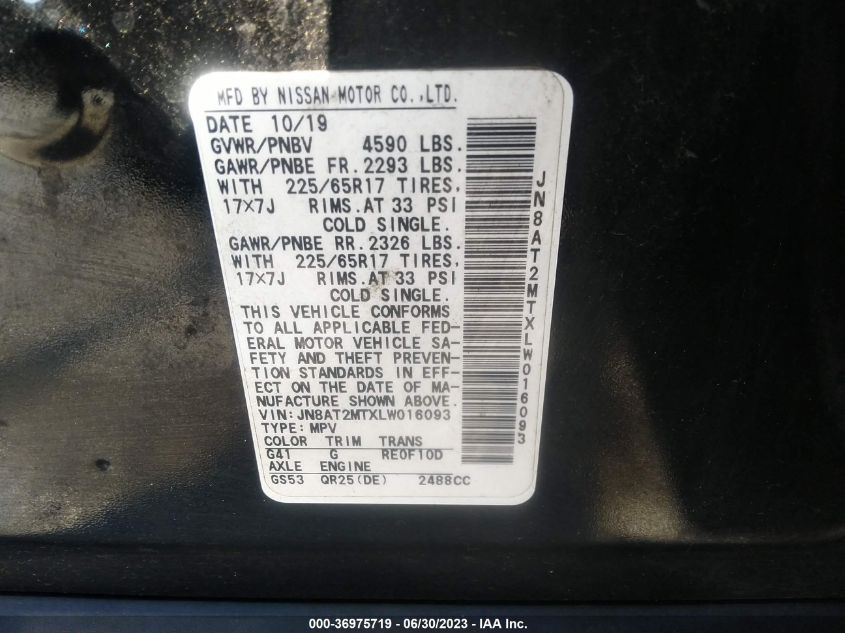 MFD BY NISSAN MOTOR CO.,LTD.
DATE 10/19
GVWR/PNBV 4590 LBS.
GAWR/PNBE FR. 2293 LBS.
WITH 225/65R17 TIRES,
17×7J RIMS. AT 33 PSI
COLD SINGLE.
GAWR/PNBE RR. 2326 LBS.
WITH 225/65R17 TIRES,
17×7J RIMS. AT 33 PSI
COLD SINGLE.
THIS VEHICLE CONFORMS
TO ALL APPLICABLE FED-
ERAL MOTOR VEHICLE SA-
FETY AND THEFT PREVEN-
TION STANDARDS IN EFF-
ECT ON THE DATE OF MA-
NUFACTURE SHOWN ABOVE.
VIN: JN8AT2MTXLW016093
TYPE: MPV
COLOR TRIM TRANS
G41 G RE0F10D
AXLE ENGINE
GS53 QR25(DE) 2488CC
JN8AT2MTXLW016093
000-36975719 - 06/30/2023 - IAA Inc.